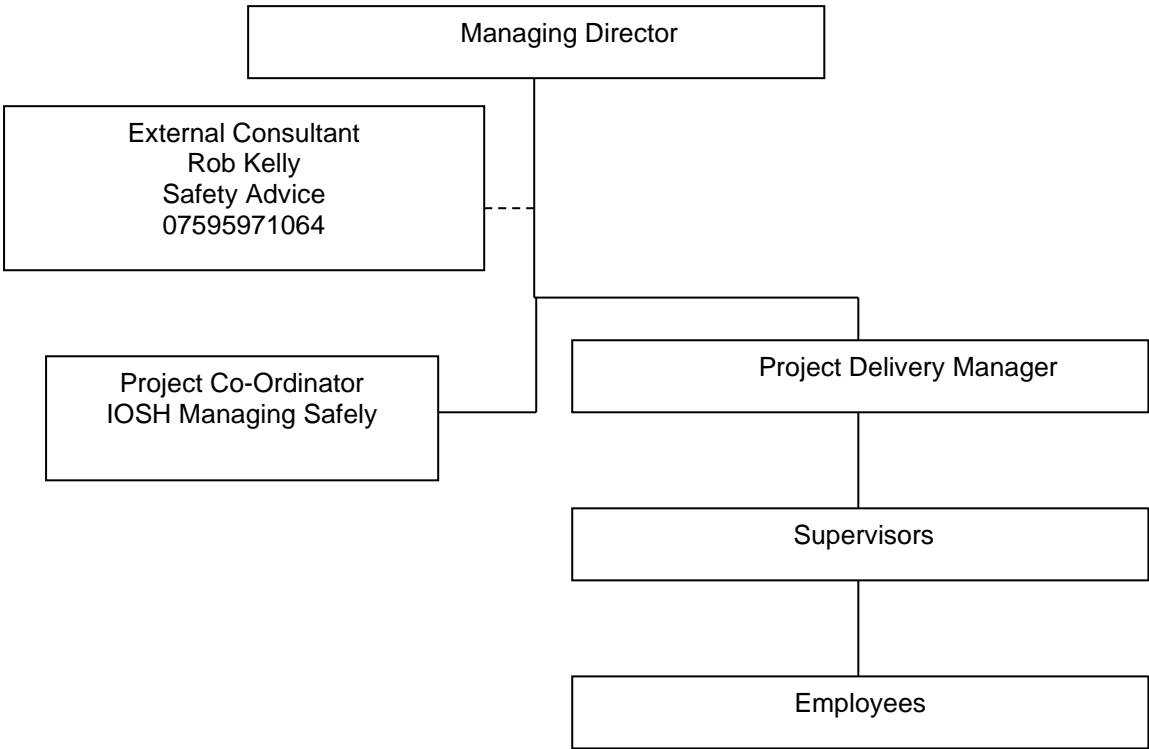 Managing Director
External Consultant
Rob Kelly
Safety Advice
07595971064
Project Co-Ordinator
IOSH Managing Safely
Project Delivery Manager
Supervisors
Employees